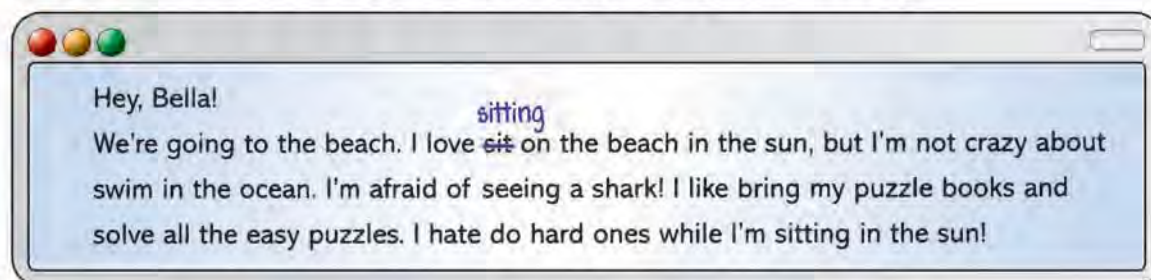 Hey, Bella!
sitting
We're going to the beach. I love sit on the beach in the sun, but I'm not crazy about
swim in the ocean. I'm afraid of seeing a shark! I like bring my puzzle books and
solve all the easy puzzles. I hate do hard ones while I'm sitting in the sun!